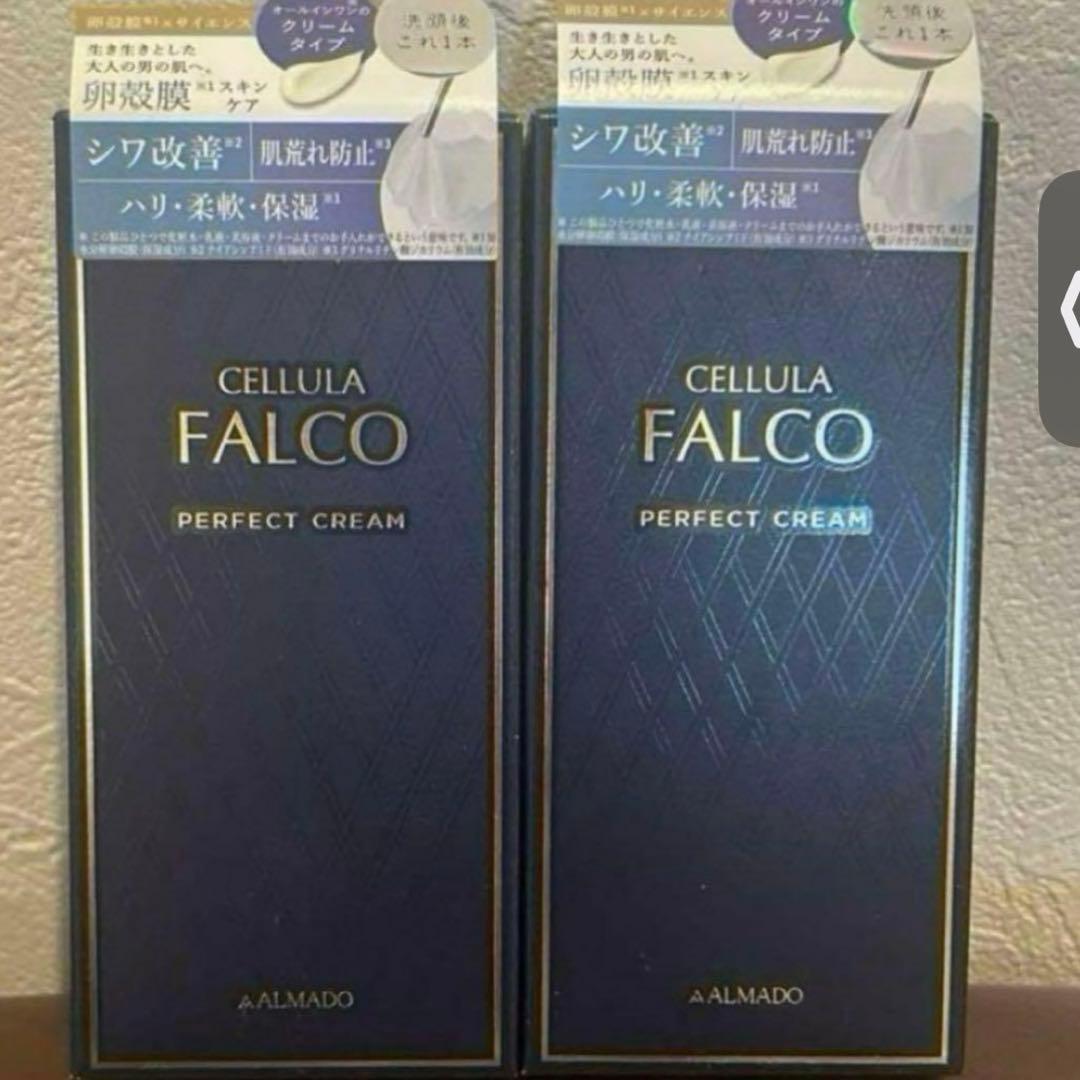 卵殻膜※1×サイエンス
オールインワンの
クリーム
タイプ
洗顔後
これ1本
生き生きとした
大人の男の肌へ。
卵殻膜※1スキン
ケア
シワ改善※2
肌荒れ防止※3
ハリ・柔軟・保湿※1
CELLULA
FALCO
PERFECT CREAM
ALMADO
卵殻膜※1×サイエンス
オールインワンの
クリーム
タイプ
洗顔後
これ1本
生き生きとした
大人の男の肌へ。
卵殻膜※1スキン
シワ改善※2
肌荒れ防止※3
ハリ・柔軟・保湿※1
CELLULA
FALCO
PERFECT CREAM
ALMADO